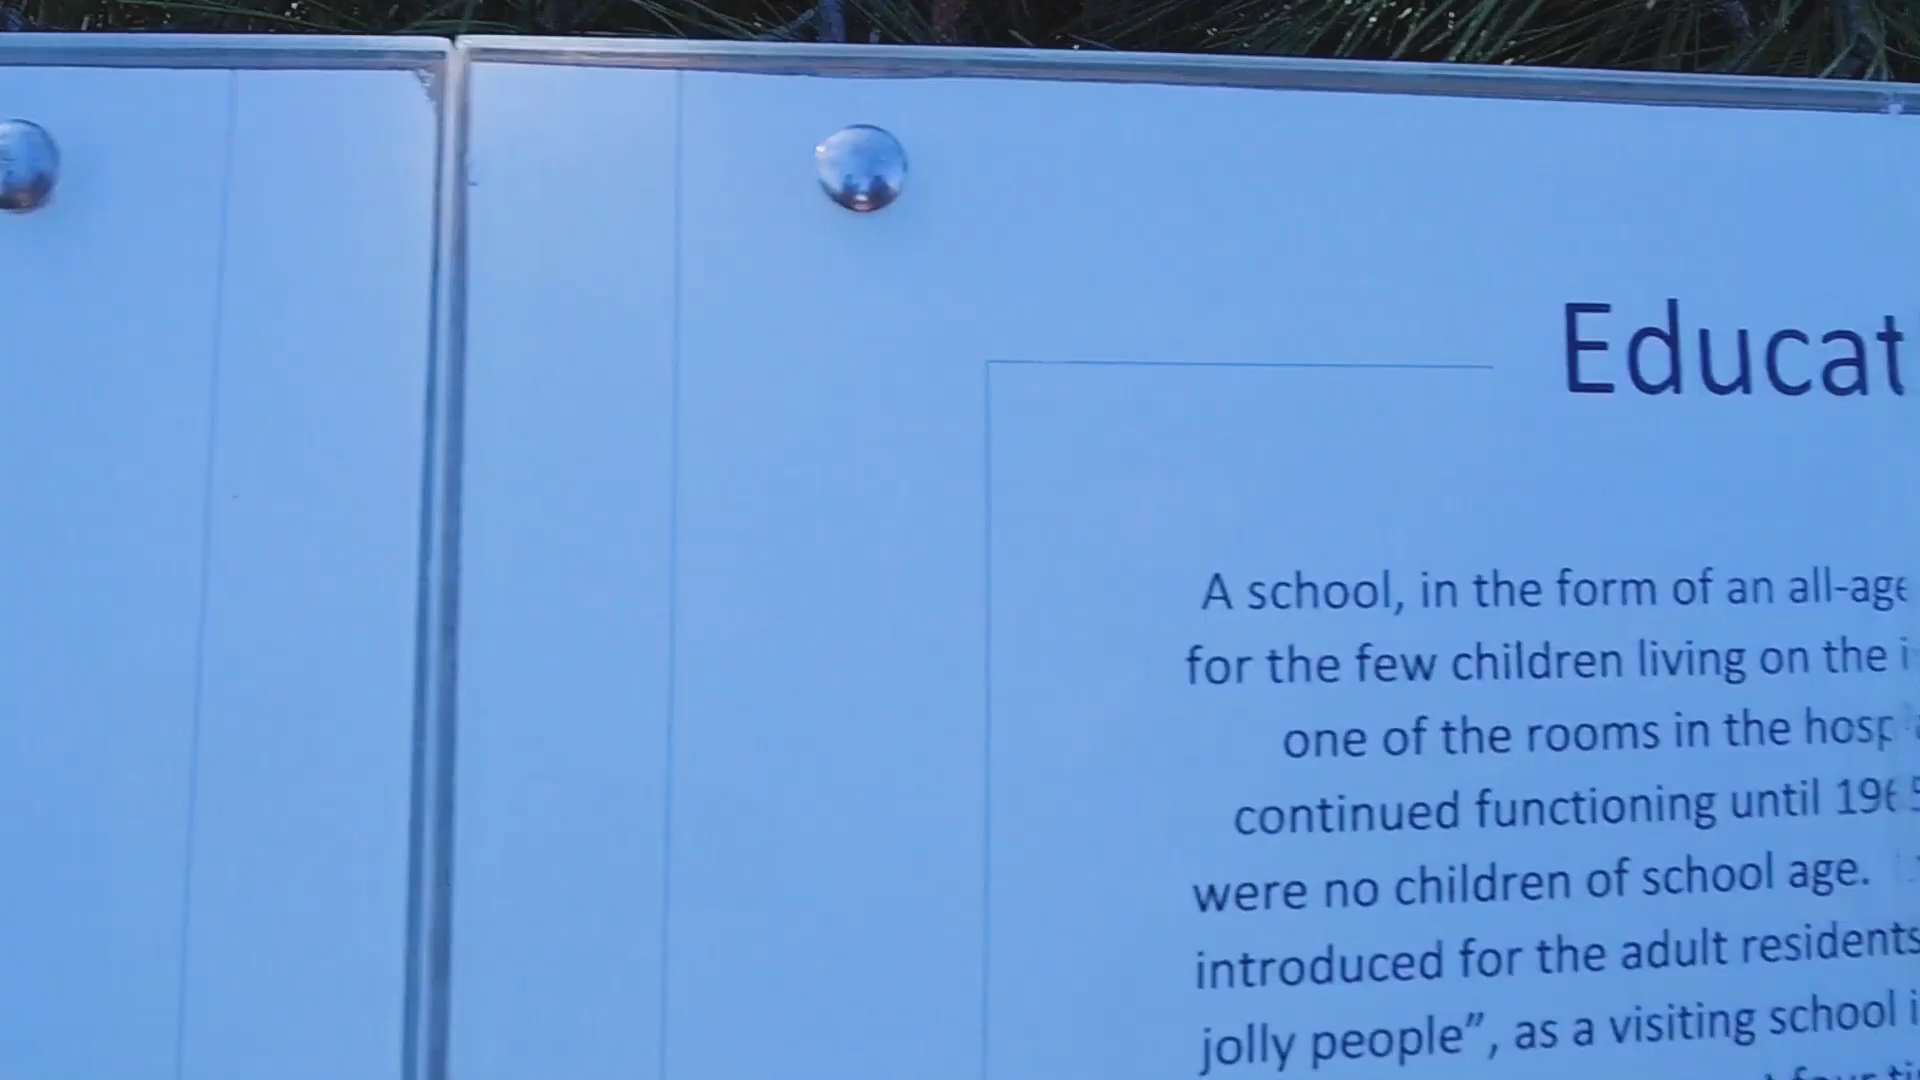 Educat
A school, in the form of an all-age
for the few children living on the i
one of the rooms in the hosp
continued functioning until 196
were no children of school age.
introduced for the adult residents
jolly people”, as a visiting school i